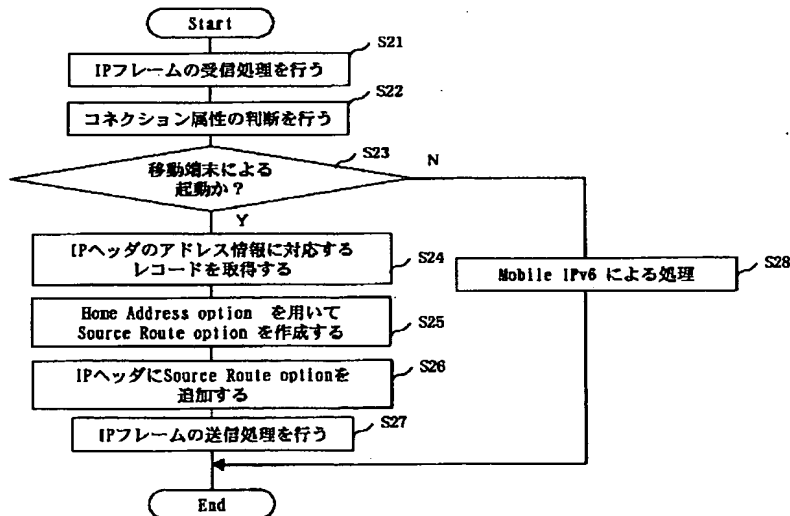 Start
S21
IPフレームの受信処理を行う
S22
コネクション属性の判断を行う
S23
移動端末による
起動か？
N
Y
IPヘッダのアドレス情報に対応する
レコードを取得する
S24
Mobile IPv6 による処理
S28
Home Address option を用いて
Source Route option を作成する
S25
IPヘッダにSource Route optionを
追加する
S26
IPフレームの送信処理を行う
S27
End